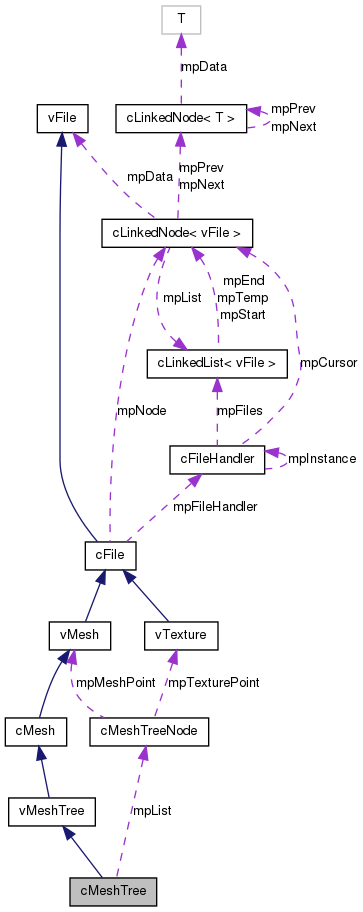 T
mpData
vFile
cLinkedNode< T >
mpPrev
mpNext
mpData
mpPrev
mpNext
cLinkedNode< vFile >
mpList
mpEnd
mpTemp
mpStart
cLinkedList< vFile >
mpCursor
mpNode
mpFiles
cFileHandler
mpInstance
mpFileHandler
cFile
vMesh
vTexture
mpMeshPoint
mpTexturePoint
cMesh
cMeshTreeNode
vMeshTree
mpList
cMeshTree